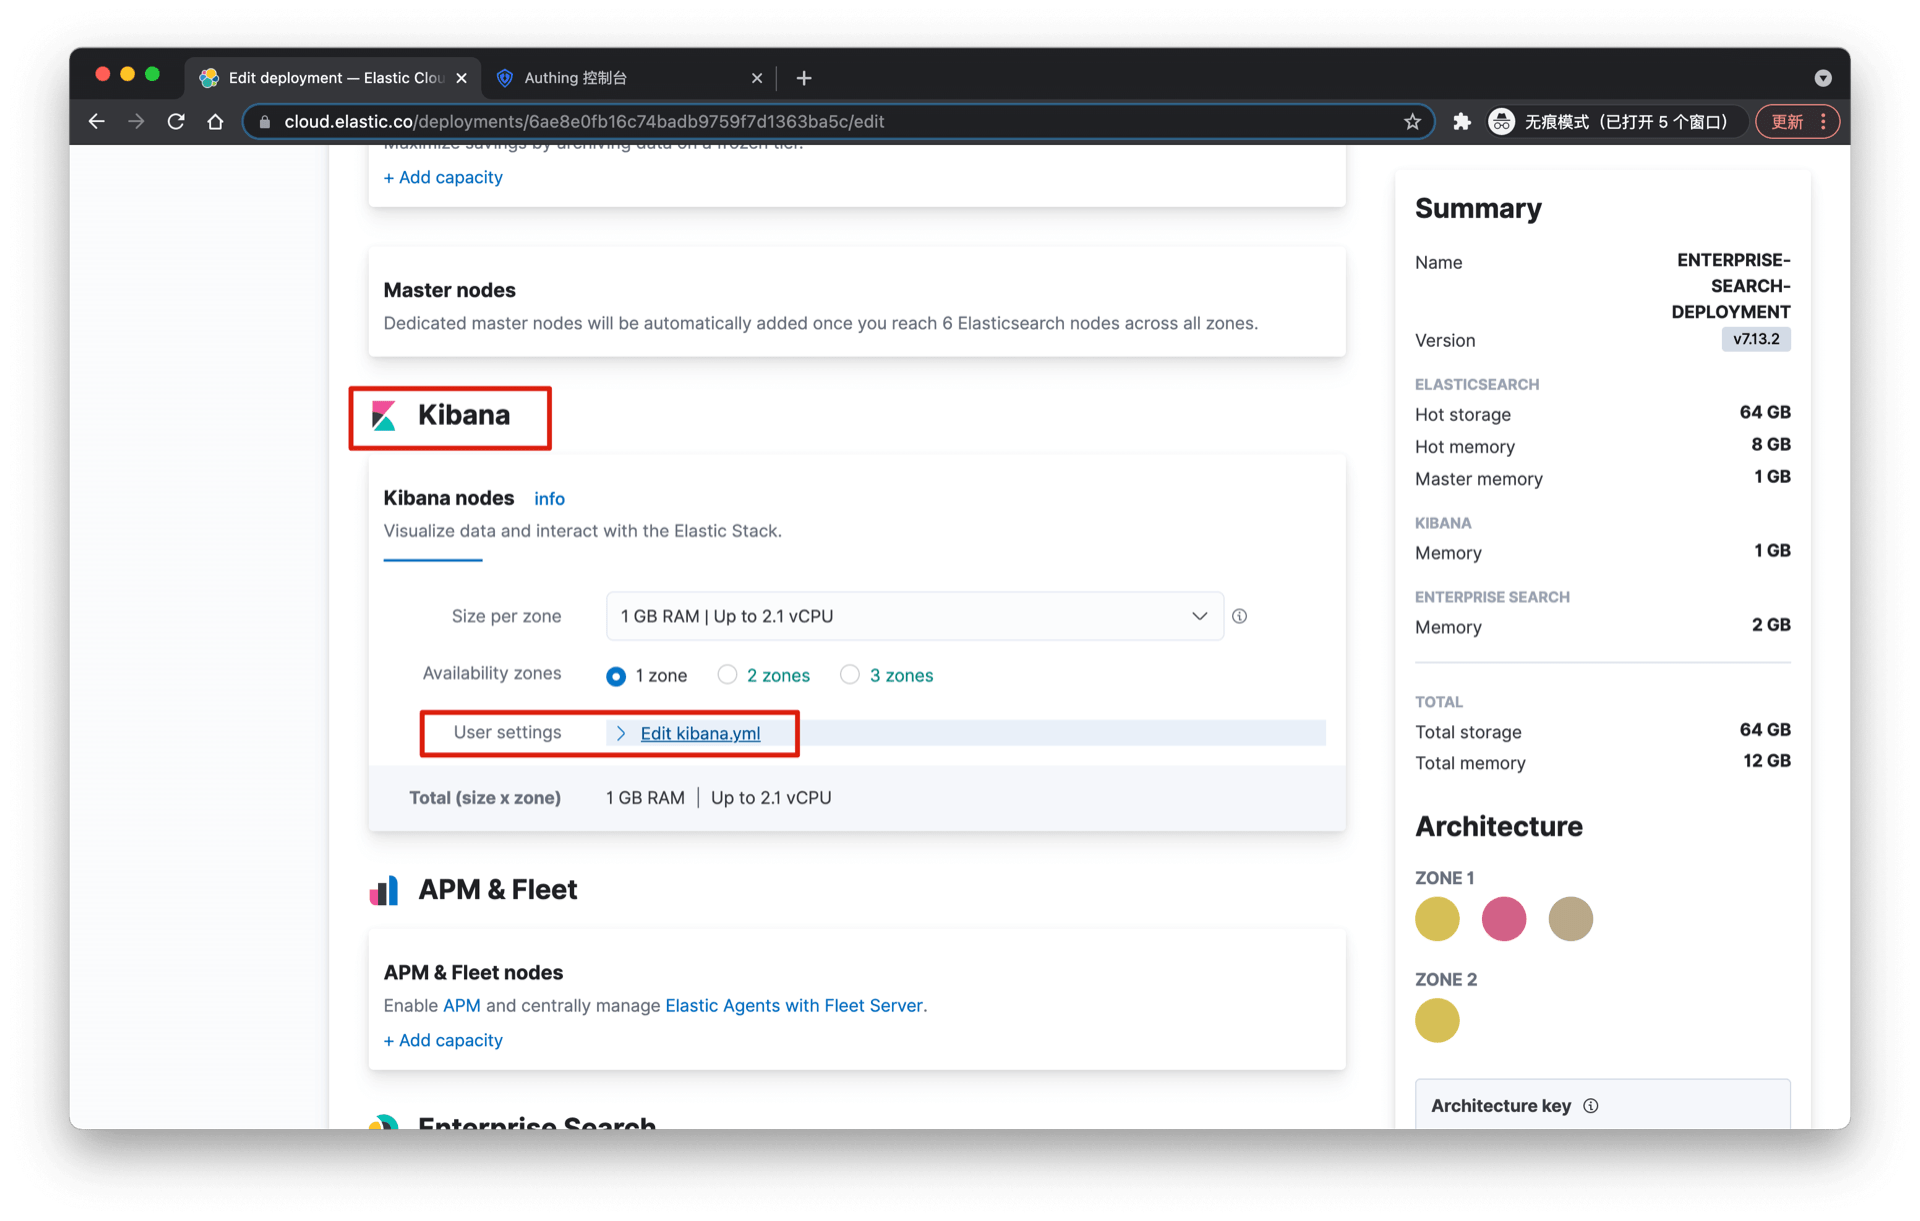 Edit deployment — Elastic Clou
Authing 控制台
cloud.elastic.co/deployments/6ae8e0fb16c74badb9759f7d1363ba5c/edit
无痕模式（已打开 5 个窗口）
更新
Maximize savings by archiving data on a frozen tier.
+ Add capacity
Master nodes
Dedicated master nodes will be automatically added once you reach 6 Elasticsearch nodes across all zones.
Kibana
Kibana nodes info
Visualize data and interact with the Elastic Stack.
Size per zone 1 GB RAM | Up to 2.1 vCPU
Availability zones 1 zone 2 zones 3 zones
User settings Edit kibana.yml
Total (size x zone) 1 GB RAM | Up to 2.1 vCPU
APM & Fleet
APM & Fleet nodes
Enable APM and centrally manage Elastic Agents with Fleet Server.
+ Add capacity
Enterprise Search
Summary
Name ENTERPRISE-
SEARCH-
DEPLOYMENT
Version v7.13.2
ELASTICSEARCH
Hot storage 64 GB
Hot memory 8 GB
Master memory 1 GB
KIBANA
Memory 1 GB
ENTERPRISE SEARCH
Memory 2 GB
TOTAL
Total storage 64 GB
Total memory 12 GB
Architecture
ZONE 1
ZONE 2
Architecture key